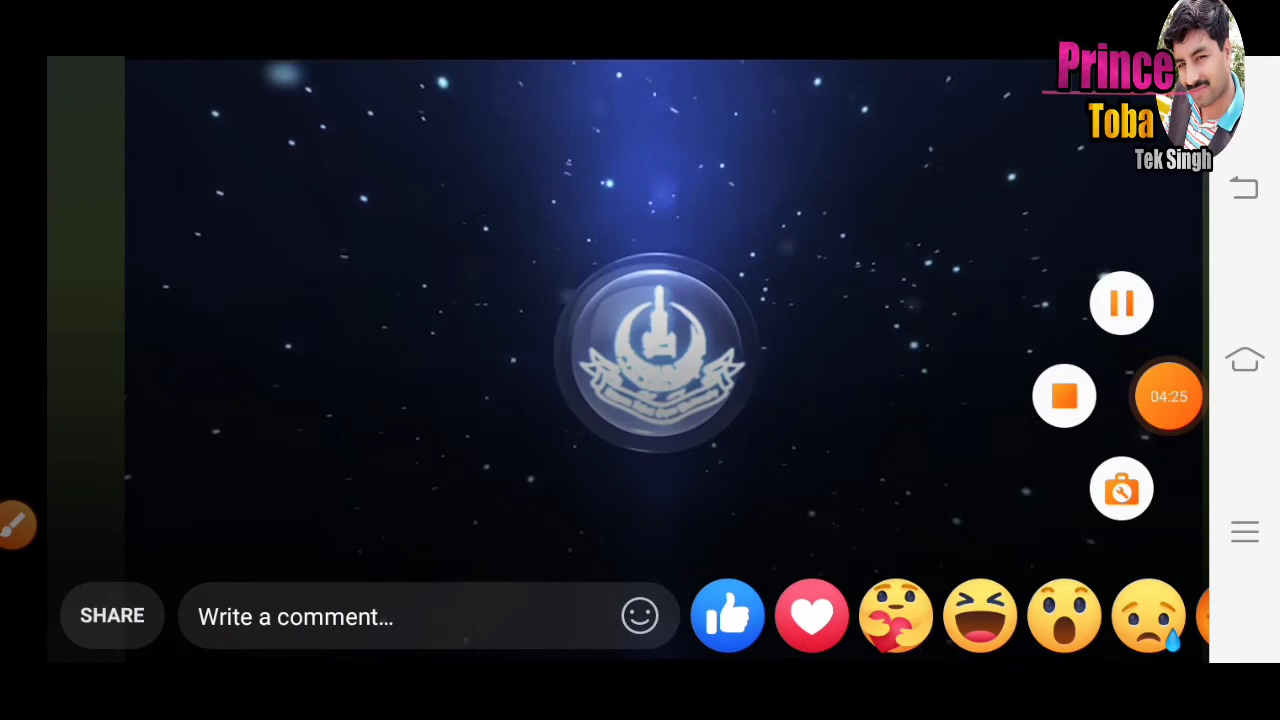 Prince
Toba
Tek Singh
04:25
SHARE
Write a comment...